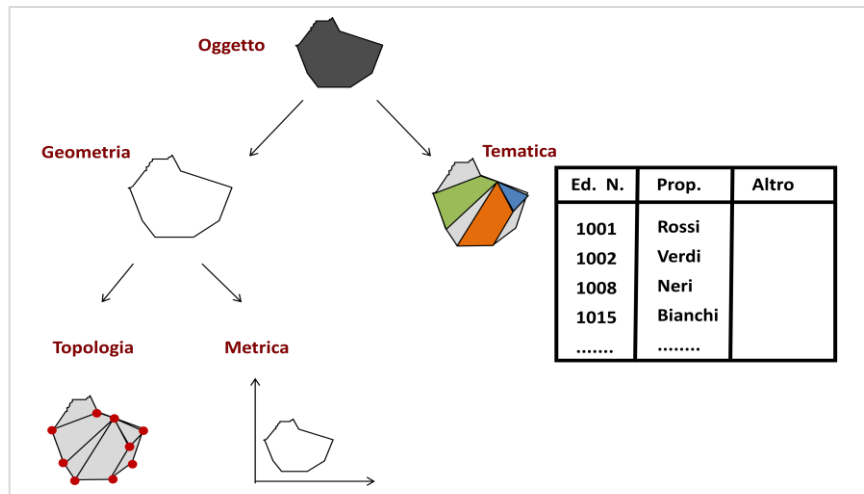 Oggetto
Geometria
Tematica
Ed. N. Prop. Altro
1001 Rossi
1002 Verdi
1008 Neri
1015 Bianchi
....... ........
Topologia Metrica